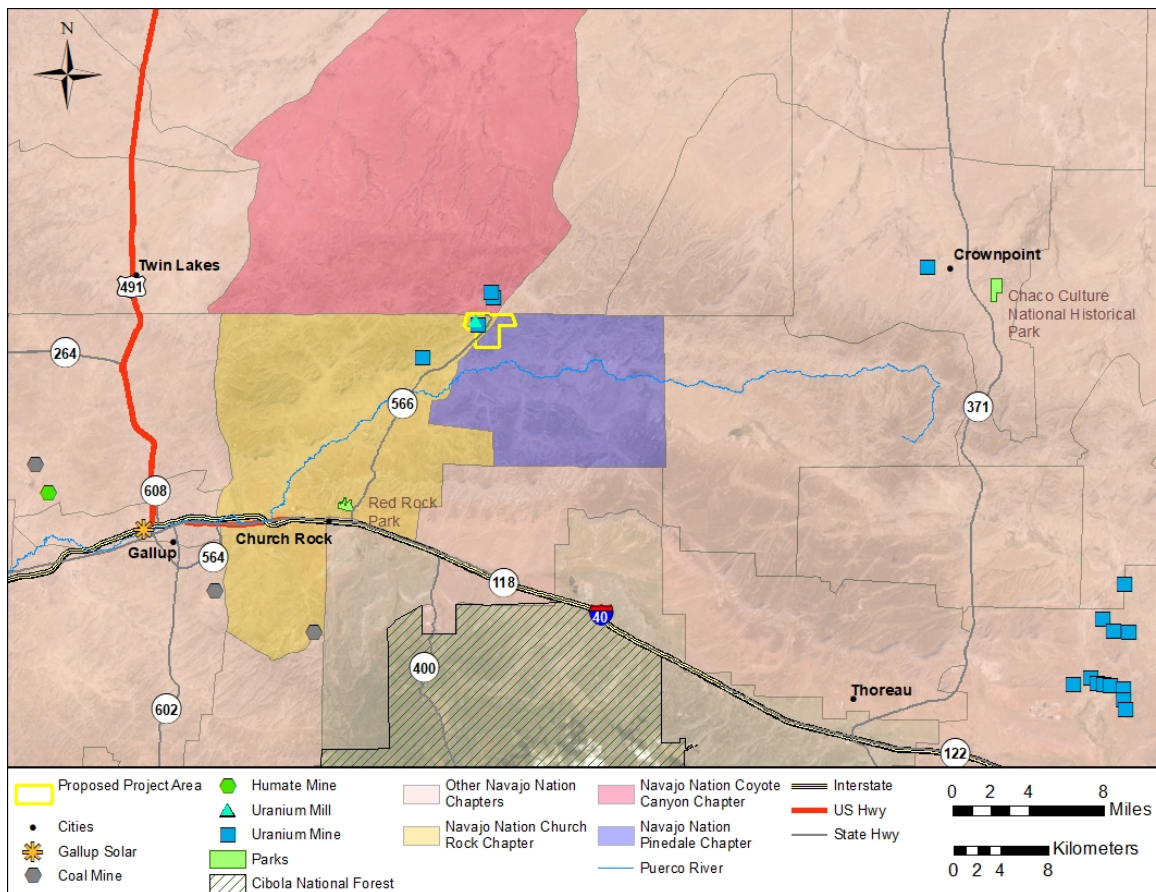 N
Twin Lakes
491
Crownpoint
Chaco Culture
National Historical
Park
264
566
371
608
Red Rock
Park
Gallup
564
Church Rock
118
40
400
Thoreau
602
122
Proposed Project Area
Cities
Gallup Solar
Coal Mine
Humate Mine
Uranium Mill
Uranium Mine
Parks
Cibola National Forest
Other Navajo Nation
Chapters
Navajo Nation Church
Rock Chapter
Navajo Nation Coyote
Canyon Chapter
Navajo Nation
Pinedale Chapter
Puerco River
Interstate
US Hwy
State Hwy
0 2 4 8
Miles
Kilometers
0 2 4 8